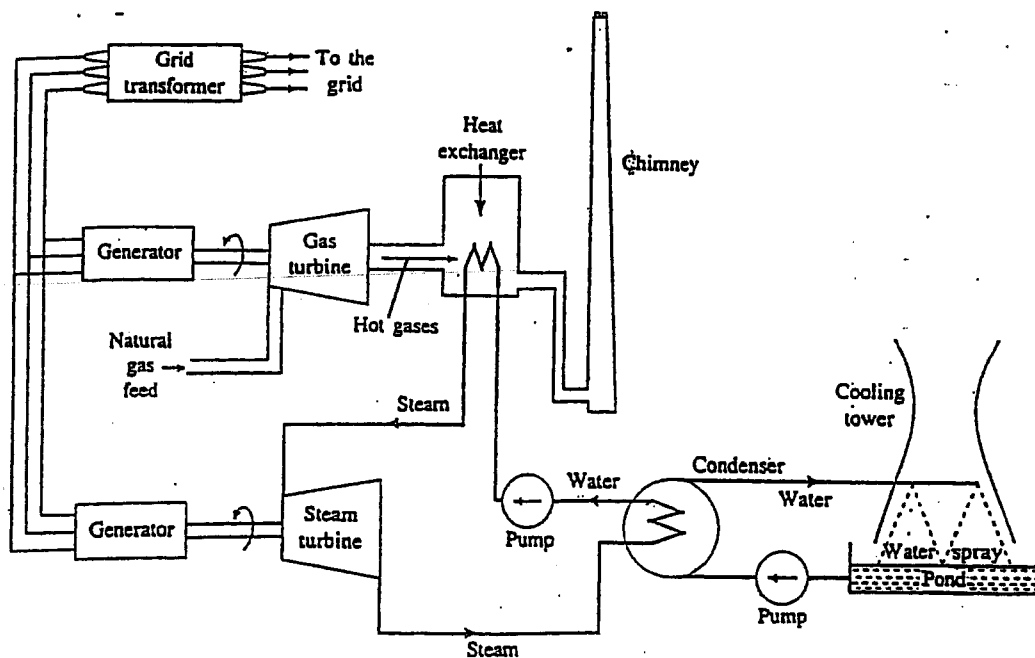 Grid
transformer
To the
grid
Heat
exchanger
Chimney
Generator
Gas
turbine
Hot gases
Natural
gas
feed
Steam
Cooling
tower
Condenser
Water
Water
Generator
Steam
turbine
Pump
Water spray
Pond
Pump
Steam